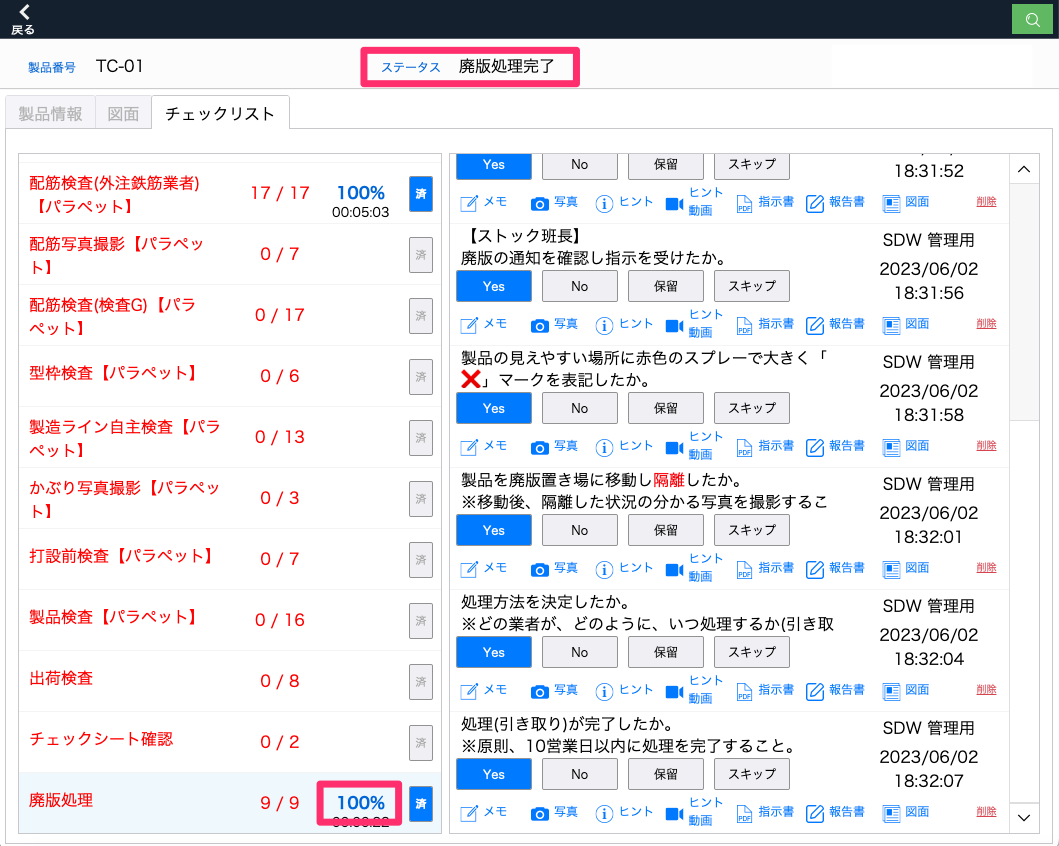 戻る
製品番号 TC-01
ステータス 廃版処理完了
製品情報 図面 チェックリスト
配筋検査(外注鉄筋業者)
【パラペット】
17 / 17 100%
00:05:03
済
配筋写真撮影【パラペッ
ト】
0 / 7 済
配筋検査(検査G)【パラ
ペット】
0 / 17 済
型枠検査【パラペット】 0 / 6 済
製造ライン自主検査【パラ
ペット】
0 / 13 済
かぶり写真撮影【パラペッ
ト】
0 / 3 済
打設前検査【パラペット】 0 / 7 済
製品検査【パラペット】 0 / 16 済
出荷検査 0 / 8 済
チェックシート確認 0 / 2 済
廃版処理 9 / 9 100% 済
Yes No 保留 スキップ
18:31:52
メモ 写真 ヒント ヒント
動画
PDF 指示書 報告書 図面 削除
【ストック班長】
廃版の通知を確認し指示を受けたか。
Yes No 保留 スキップ
SDW 管理用
2023/06/02
18:31:56
メモ 写真 ヒント ヒント
動画
PDF 指示書 報告書 図面 削除
製品の見えやすい場所に赤色のスプレーで大きく「
❌」マークを表記したか。
Yes No 保留 スキップ
SDW 管理用
2023/06/02
18:31:58
メモ 写真 ヒント ヒント
動画
PDF 指示書 報告書 図面 削除
製品を廃版置き場に移動し隔離したか。
※移動後、隔離した状況の分かる写真を撮影するこ
Yes No 保留 スキップ
SDW 管理用
2023/06/02
18:32:01
メモ 写真 ヒント ヒント
動画
PDF 指示書 報告書 図面 削除
処理方法を決定したか。
※どの業者が、どのように、いつ処理するか(引き取
Yes No 保留 スキップ
SDW 管理用
2023/06/02
18:32:04
メモ 写真 ヒント ヒント
動画
PDF 指示書 報告書 図面 削除
処理(引き取り)が完了したか。
※原則、10営業日以内に処理を完了すること。
Yes No 保留 スキップ
SDW 管理用
2023/06/02
18:32:07
メモ 写真 ヒント ヒント
動画
PDF 指示書 報告書 図面 削除